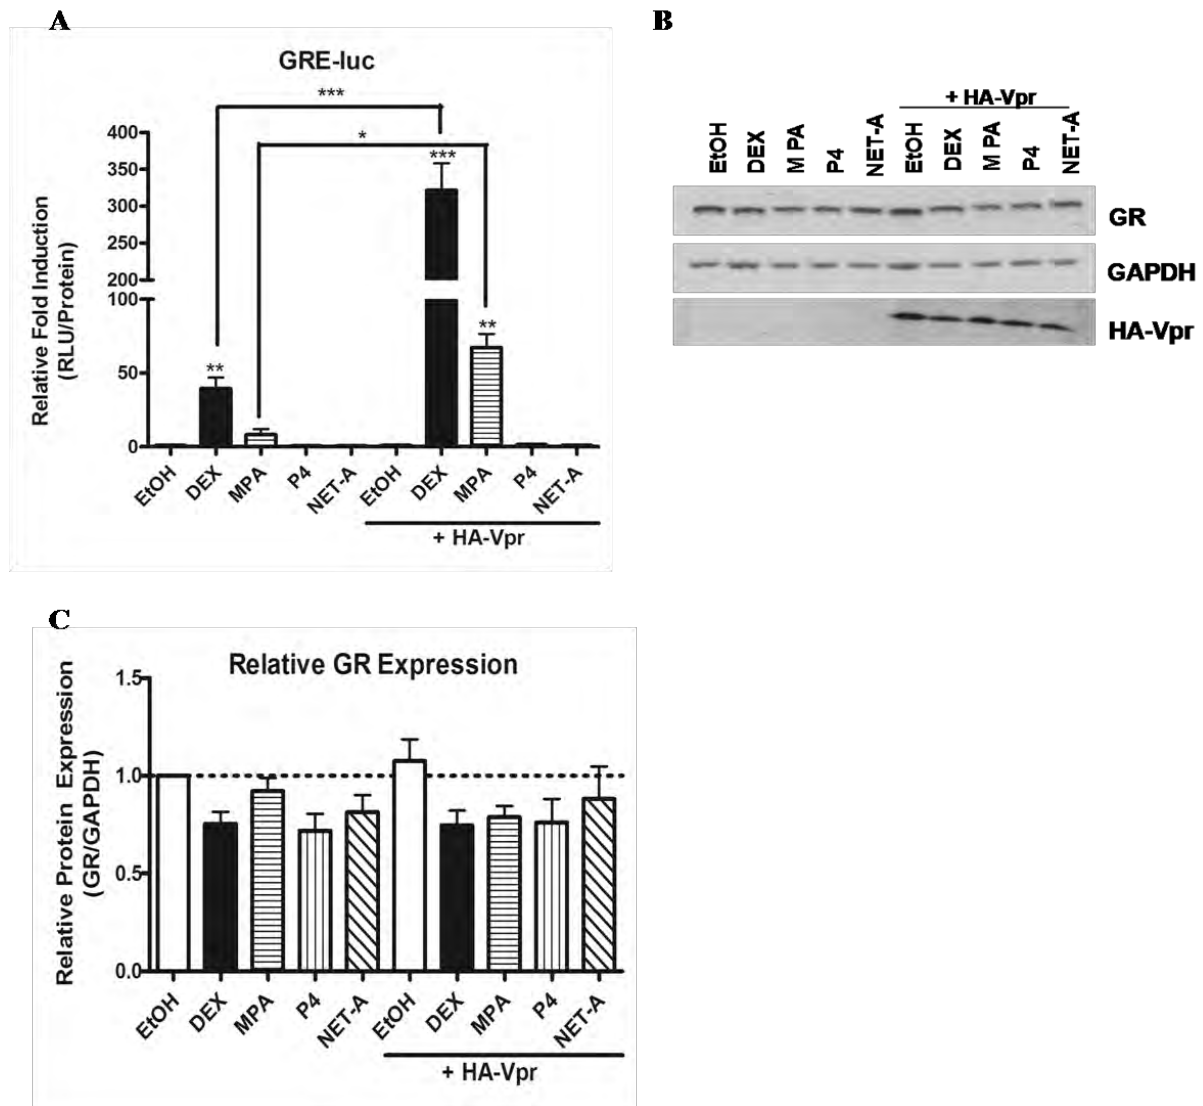 A
GRE-luc
Relative Fold Induction
(RLU/Protein)
***
*
400
350
300
250
200
100
50
0
**
***
**
EtOH DEX MPA P4 NET-A EtOH DEX MPA P4 NET-A
+ HA-Vpr
B
+ HA-Vpr
EtOH DEX M PA P4 NET-A EtOH DEX M PA P4 NET-A
GR
GAPDH
HA-Vpr
C
Relative GR Expression
Relative Protein Expression
(GR/GAPDH)
1.5
1.0
0.5
0.0
EtOH DEX MPA P4 NET-A EtOH DEX MPA P4 NET-A
+ HA-Vpr